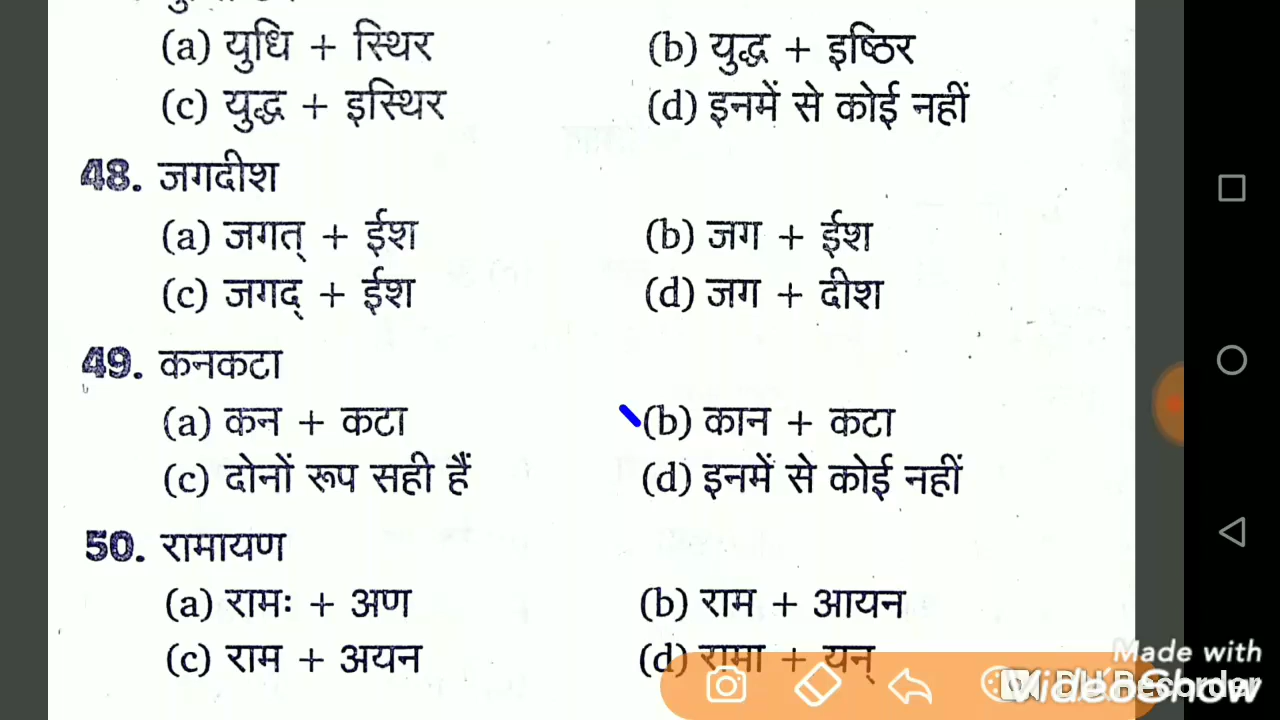 (a) युधि + स्थिर (b) युद्ध + इष्ठिर
(c) युद्ध + इस्थिर (d) इनमें से कोई नहीं
48. जगदीश
(a) जगत् + ईश (b) जग + ईश
(c) जगद् + ईश (d) जग + दीश
49. कनकटा
(a) कन + कटा (b) कान + कटा
(c) दोनों रूप सही हैं (d) इनमें से कोई नहीं
50. रामायण
(a) रामः + अण (b) राम + आयन
(c) राम + अयन (d) रामा + यन्
Made with
VideoShow